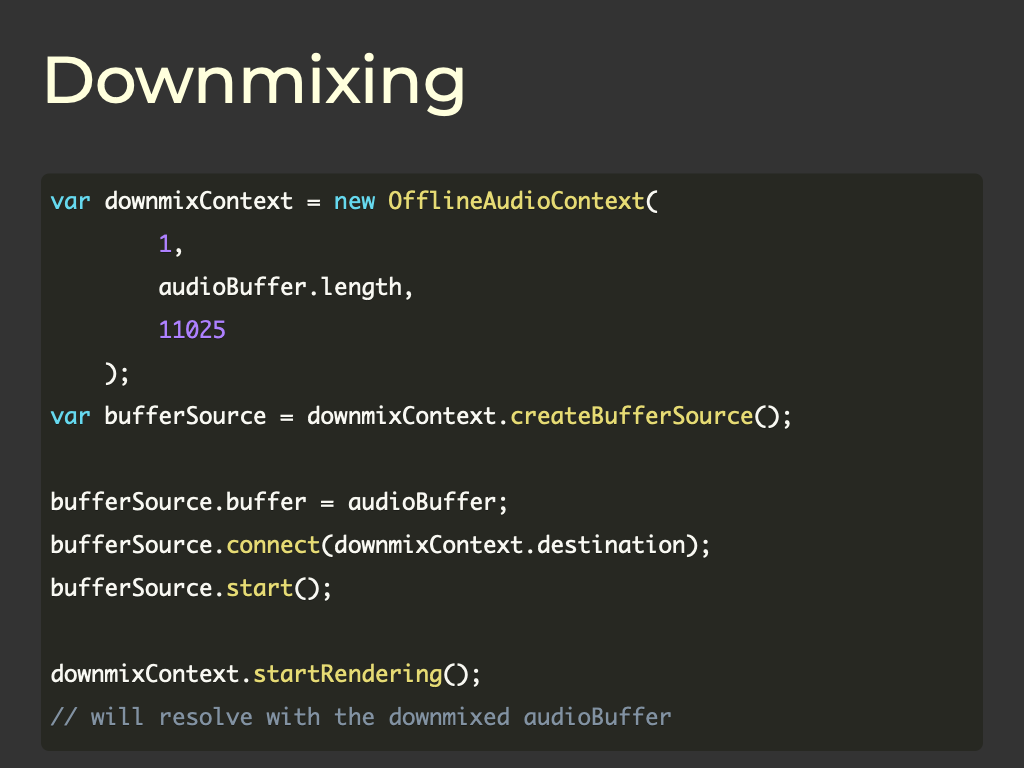 Downmixing
var downmixContext = new OfflineAudioContext(
        1,
        audioBuffer.length,
        11025
    );
var bufferSource = downmixContext.createBufferSource();
bufferSource.buffer = audioBuffer;
bufferSource.connect(downmixContext.destination);
bufferSource.start();
downmixContext.startRendering();
// will resolve with the downmixed audioBuffer